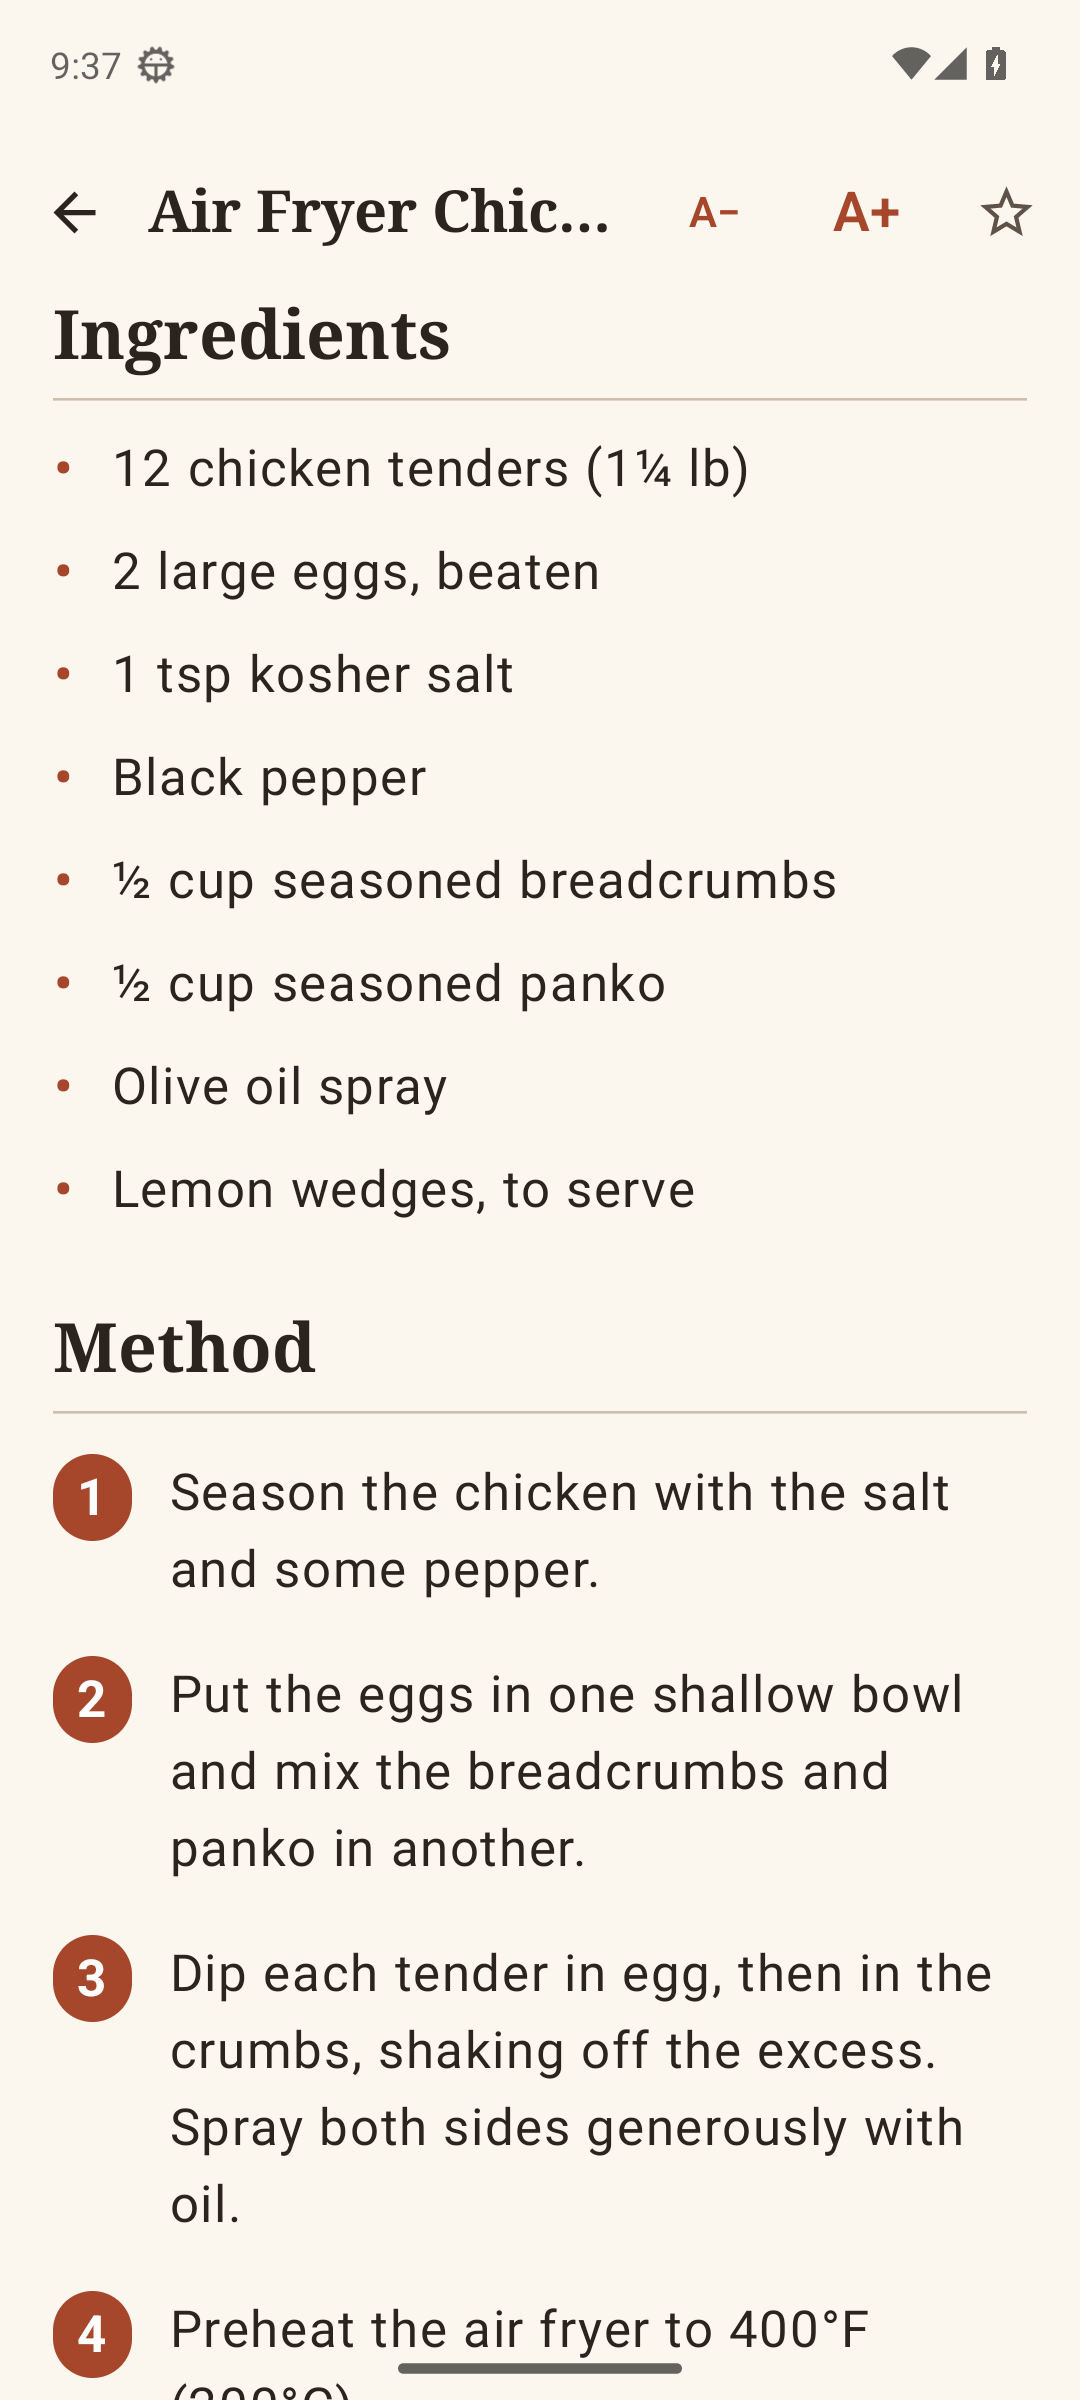 9:37
Air Fryer Chic...
A−
A+
Ingredients
• 12 chicken tenders (1¼ lb)
• 2 large eggs, beaten
• 1 tsp kosher salt
• Black pepper
• ½ cup seasoned breadcrumbs
• ½ cup seasoned panko
• Olive oil spray
• Lemon wedges, to serve
Method
1 Season the chicken with the salt
and some pepper.
2 Put the eggs in one shallow bowl
and mix the breadcrumbs and
panko in another.
3 Dip each tender in egg, then in the
crumbs, shaking off the excess.
Spray both sides generously with
oil.
4 Preheat the air fryer to 400°F